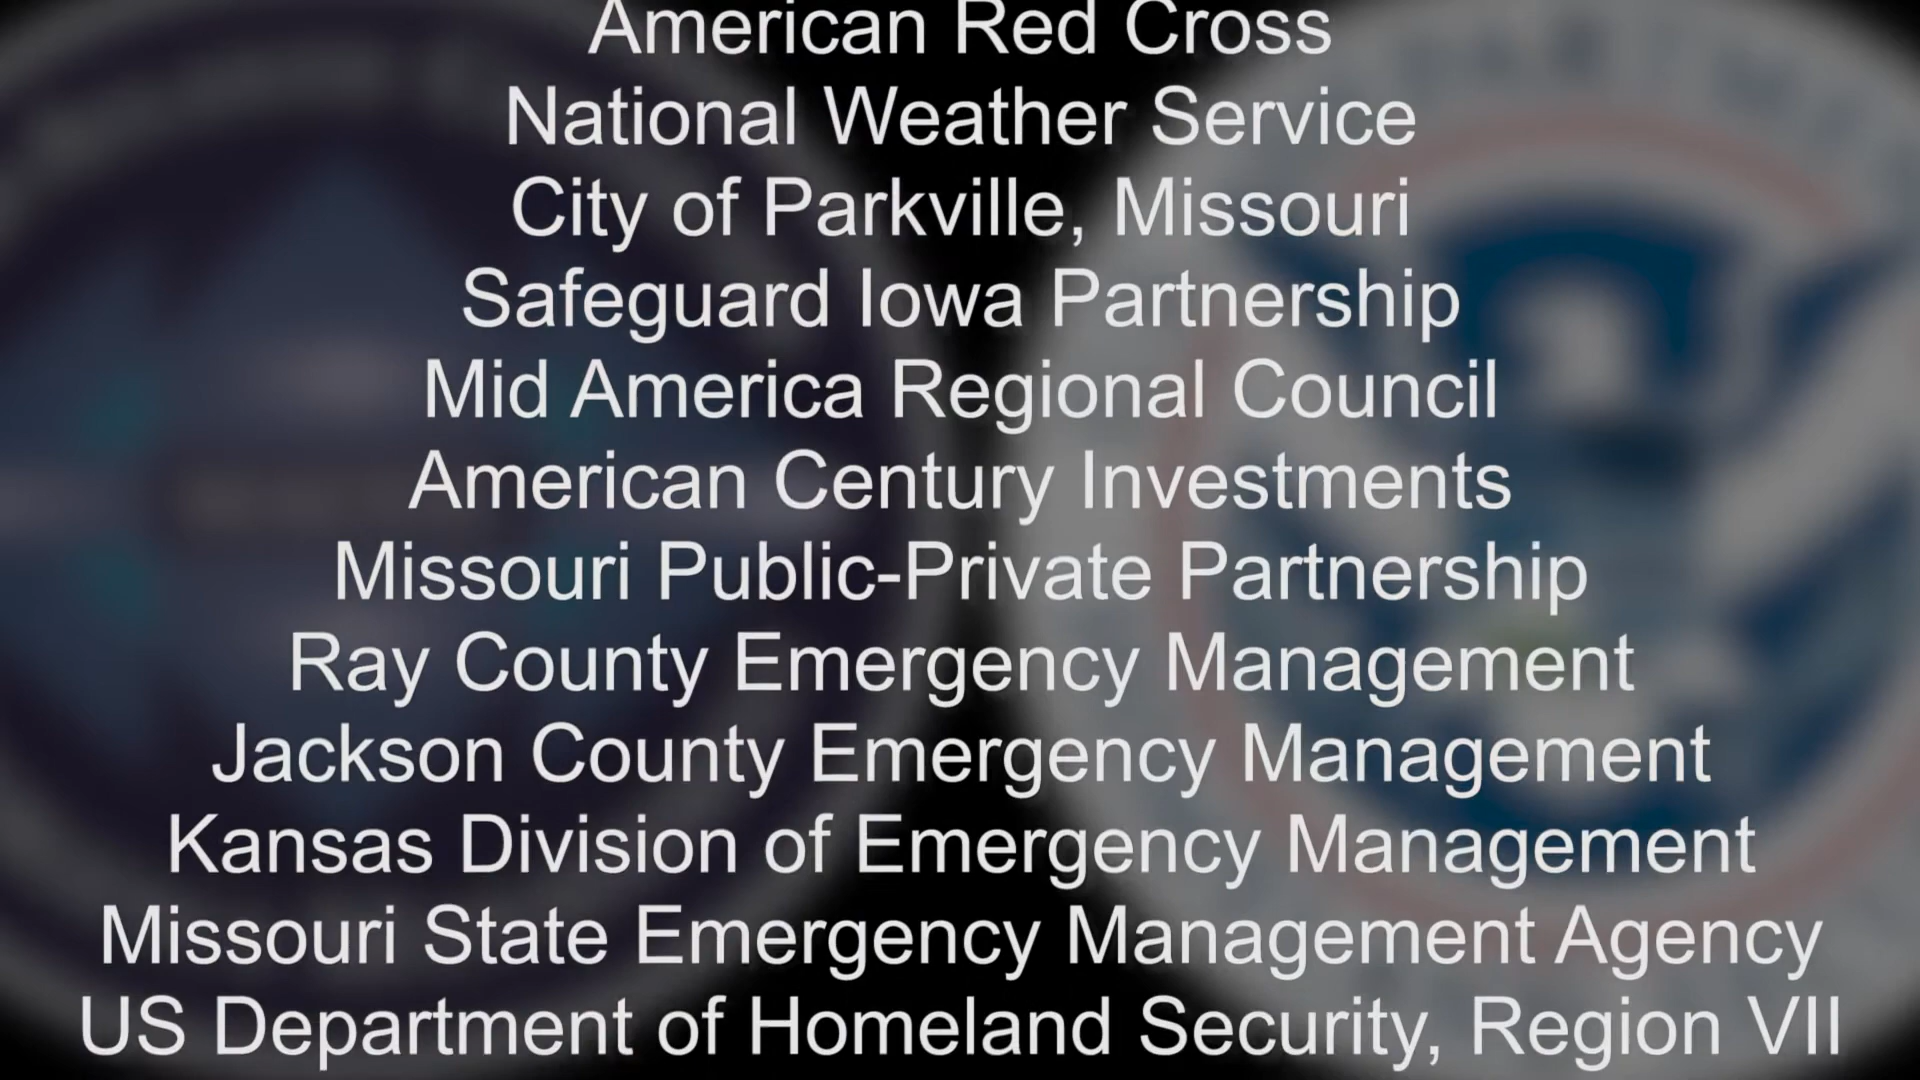 American Red Cross
National Weather Service
City of Parkville, Missouri
Safeguard Iowa Partnership
Mid America Regional Council
American Century Investments
Missouri Public-Private Partnership
Ray County Emergency Management
Jackson County Emergency Management
Kansas Division of Emergency Management
Missouri State Emergency Management Agency
US Department of Homeland Security, Region VII